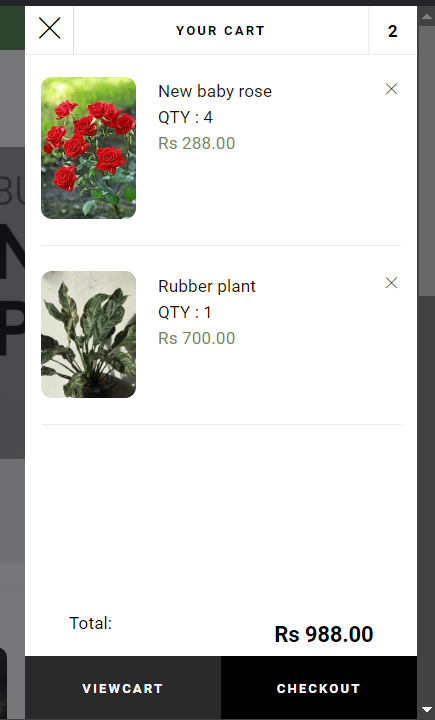 YOUR CART
2
New baby rose
QTY : 4
Rs 288.00
Rubber plant
QTY : 1
Rs 700.00
Total:
Rs 988.00
VIEWCART
CHECKOUT